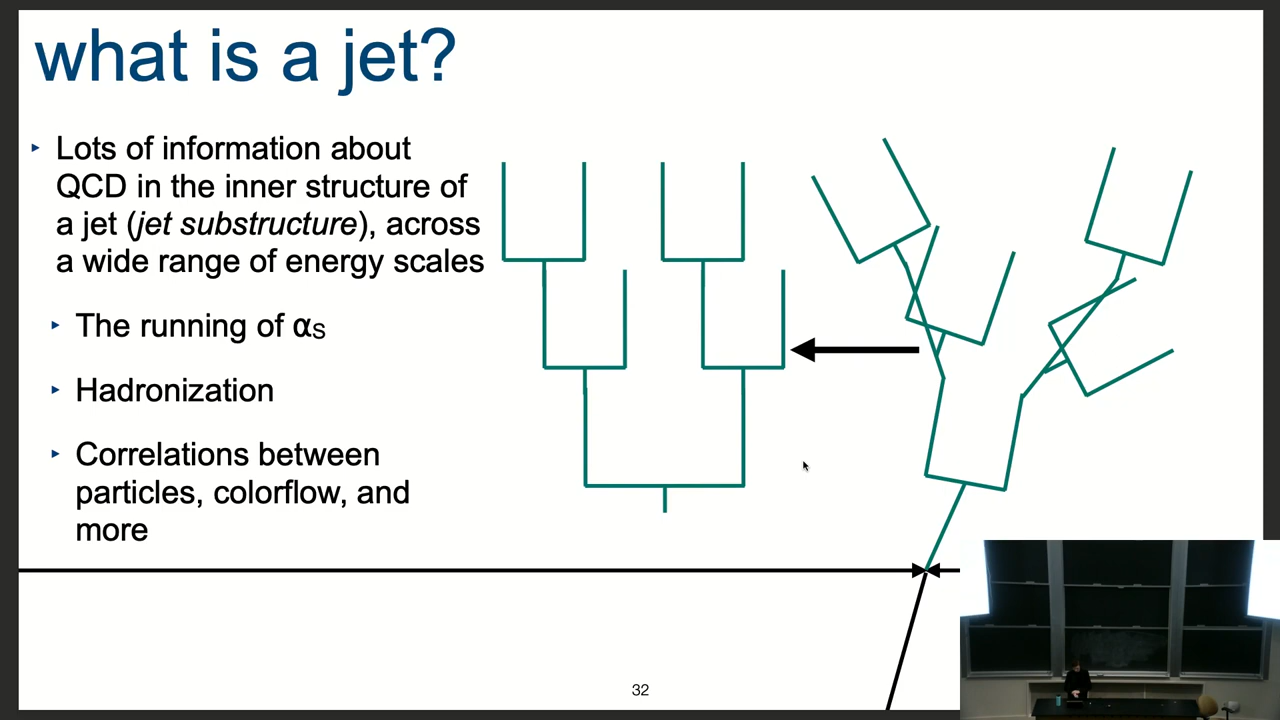 what is a jet?
‣ Lots of information about
QCD in the inner structure of
a jet (jet substructure), across
a wide range of energy scales
‣ The running of αS
‣ Hadronization
‣ Correlations between
particles, colorflow, and
more
32